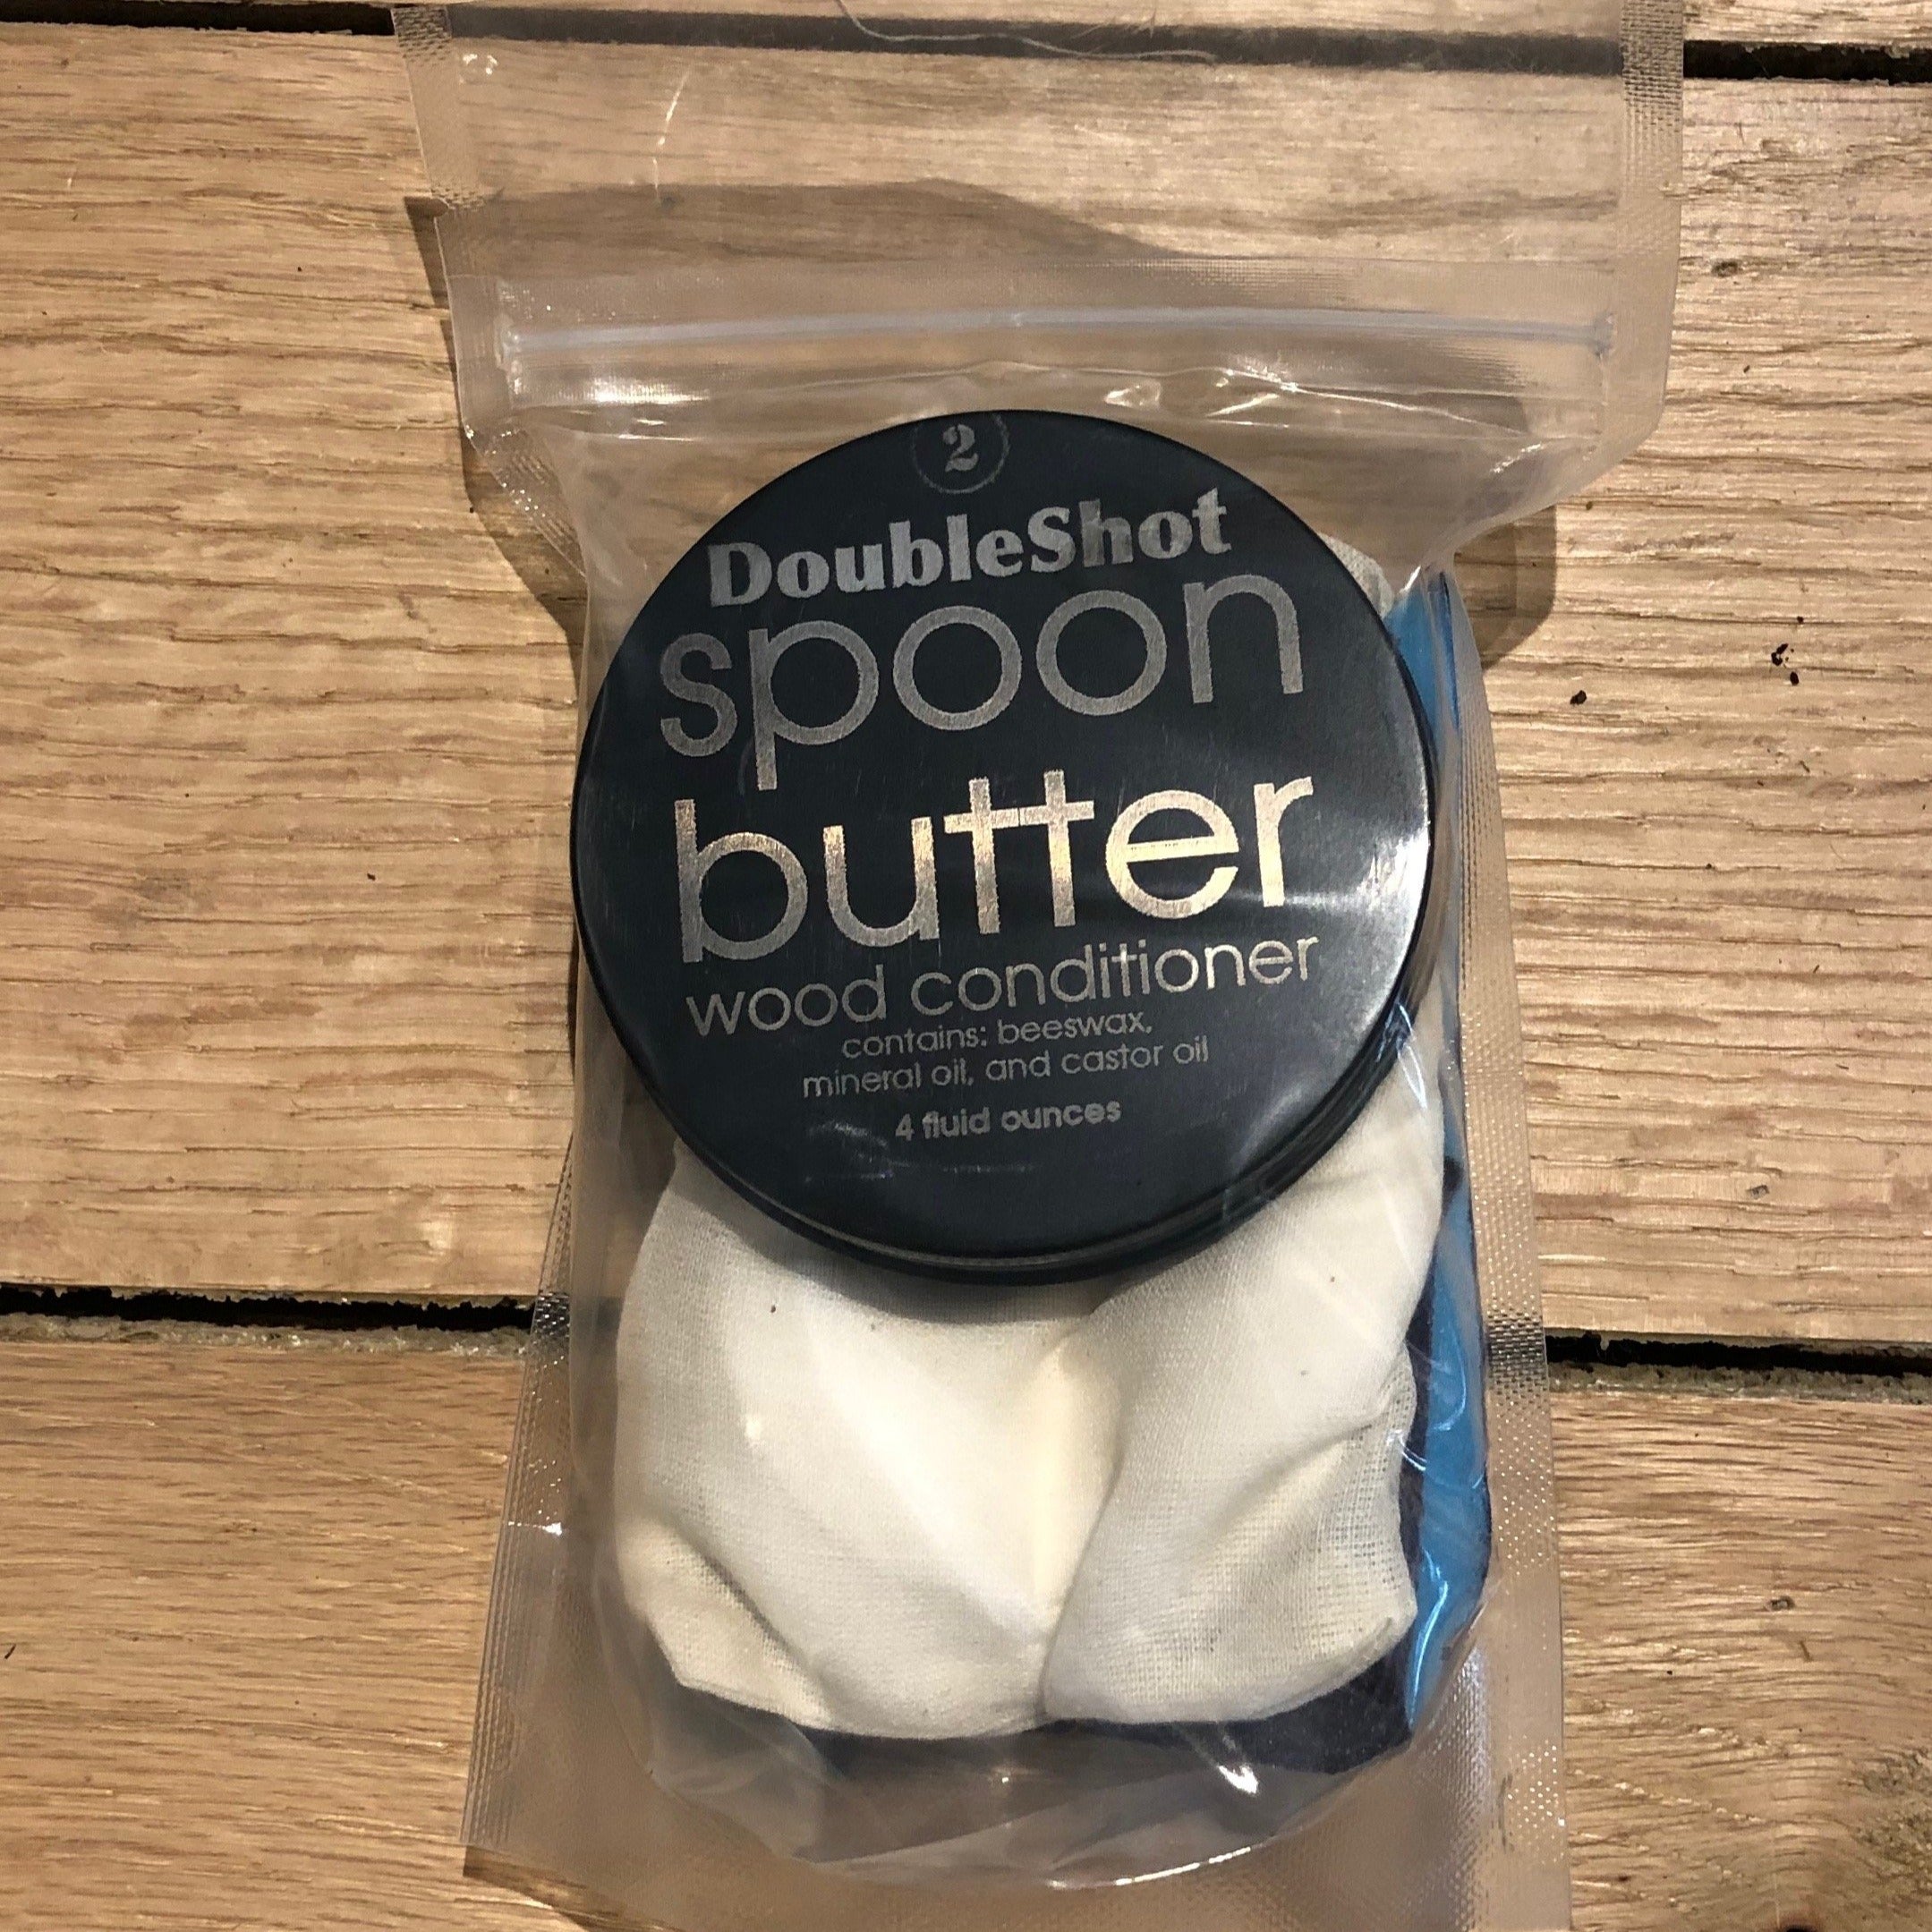 2
DoubleShot
spoon
butter
wood conditioner
contains: beeswax,
mineral oil, and castor oil
4 fluid ounces